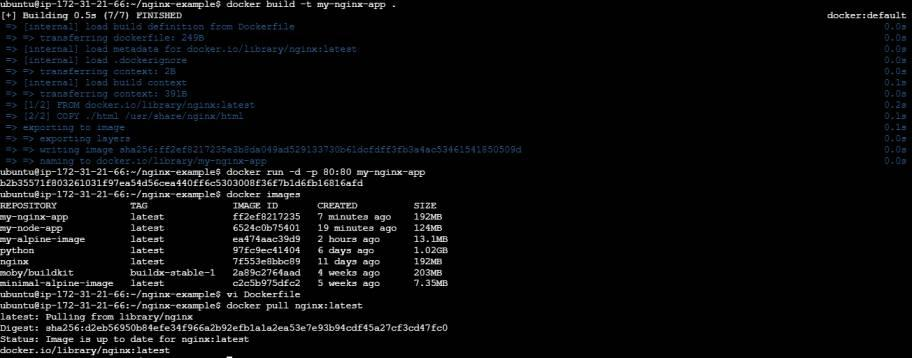 ubuntu@ip-172-31-21-66:~/nginx-example$ docker build -t my-nginx-app .
[+] Building 0.5s (7/7) FINISHED docker:default
=> [internal] load build definition from Dockerfile 0.0s
=> => transferring dockerfile: 249B 0.0s
=> [internal] load metadata for docker.io/library/nginx:latest 0.0s
=> [internal] load .dockerignore 0.0s
=> => transferring context: 2B 0.0s
=> [internal] load build context 0.1s
=> => transferring context: 391B 0.0s
=> [1/2] FROM docker.io/library/nginx:latest 0.2s
=> [2/2] COPY ./html /usr/share/nginx/html 0.1s
=> exporting to image 0.1s
=> => exporting layers 0.0s
=> => writing image sha256:ff2ef8217235e3b8da049ad529133730b61dcfdff3fb3a4ac53461541850509d 0.0s
=> => naming to docker.io/library/my-nginx-app 0.0s
ubuntu@ip-172-31-21-66:~/nginx-example$ docker run -d -p 80:80 my-nginx-app
b2b35571f803261031f97ea54d56cea440ff6c5303008f36f7b1d6fb16816afd
ubuntu@ip-172-31-21-66:~/nginx-example$ docker images
REPOSITORY TAG IMAGE ID CREATED SIZE
my-nginx-app latest ff2ef8217235 7 minutes ago 192MB
my-node-app latest 6524c0b75401 19 minutes ago 124MB
my-alpine-image latest ea474aac39d9 2 hours ago 13.1MB
python latest 97fc9ec41404 6 days ago 1.02GB
nginx latest 7f553e8bbc89 11 days ago 192MB
moby/buildkit buildx-stable-1 2a89c2764aad 4 weeks ago 203MB
minimal-alpine-image latest c2c5b975dfc2 5 weeks ago 7.35MB
ubuntu@ip-172-31-21-66:~/nginx-example$ vi Dockerfile
ubuntu@ip-172-31-21-66:~/nginx-example$ docker pull nginx:latest
latest: Pulling from library/nginx
Digest: sha256:d2eb56950b84efe34f966a2b92efb1a1a2ea53e7e93b94cdf45a27cf3cd47fc0
Status: Image is up to date for nginx:latest
docker.io/library/nginx:latest